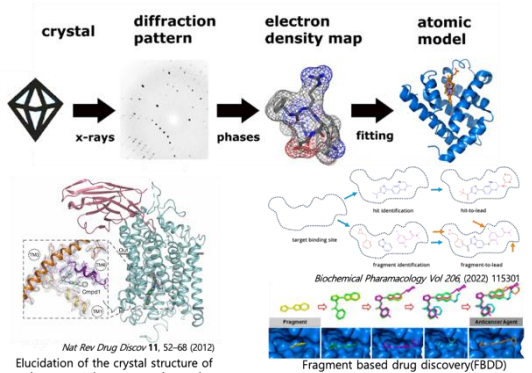 crystal
diffraction
pattern
electron
density map
atomic
model
x-rays
phases
fitting
hit identification
hit-to-lead
target binding site
fragment identification
fragment-to-lead
Biochemical Pharamacology Vol 206, (2022) 115301
Nat Rev Drug Discov 11, 52–68 (2012)
Elucidation of the crystal structure of
Fragment
Anticancer Agent
Fragment based drug discovery(FBDD)